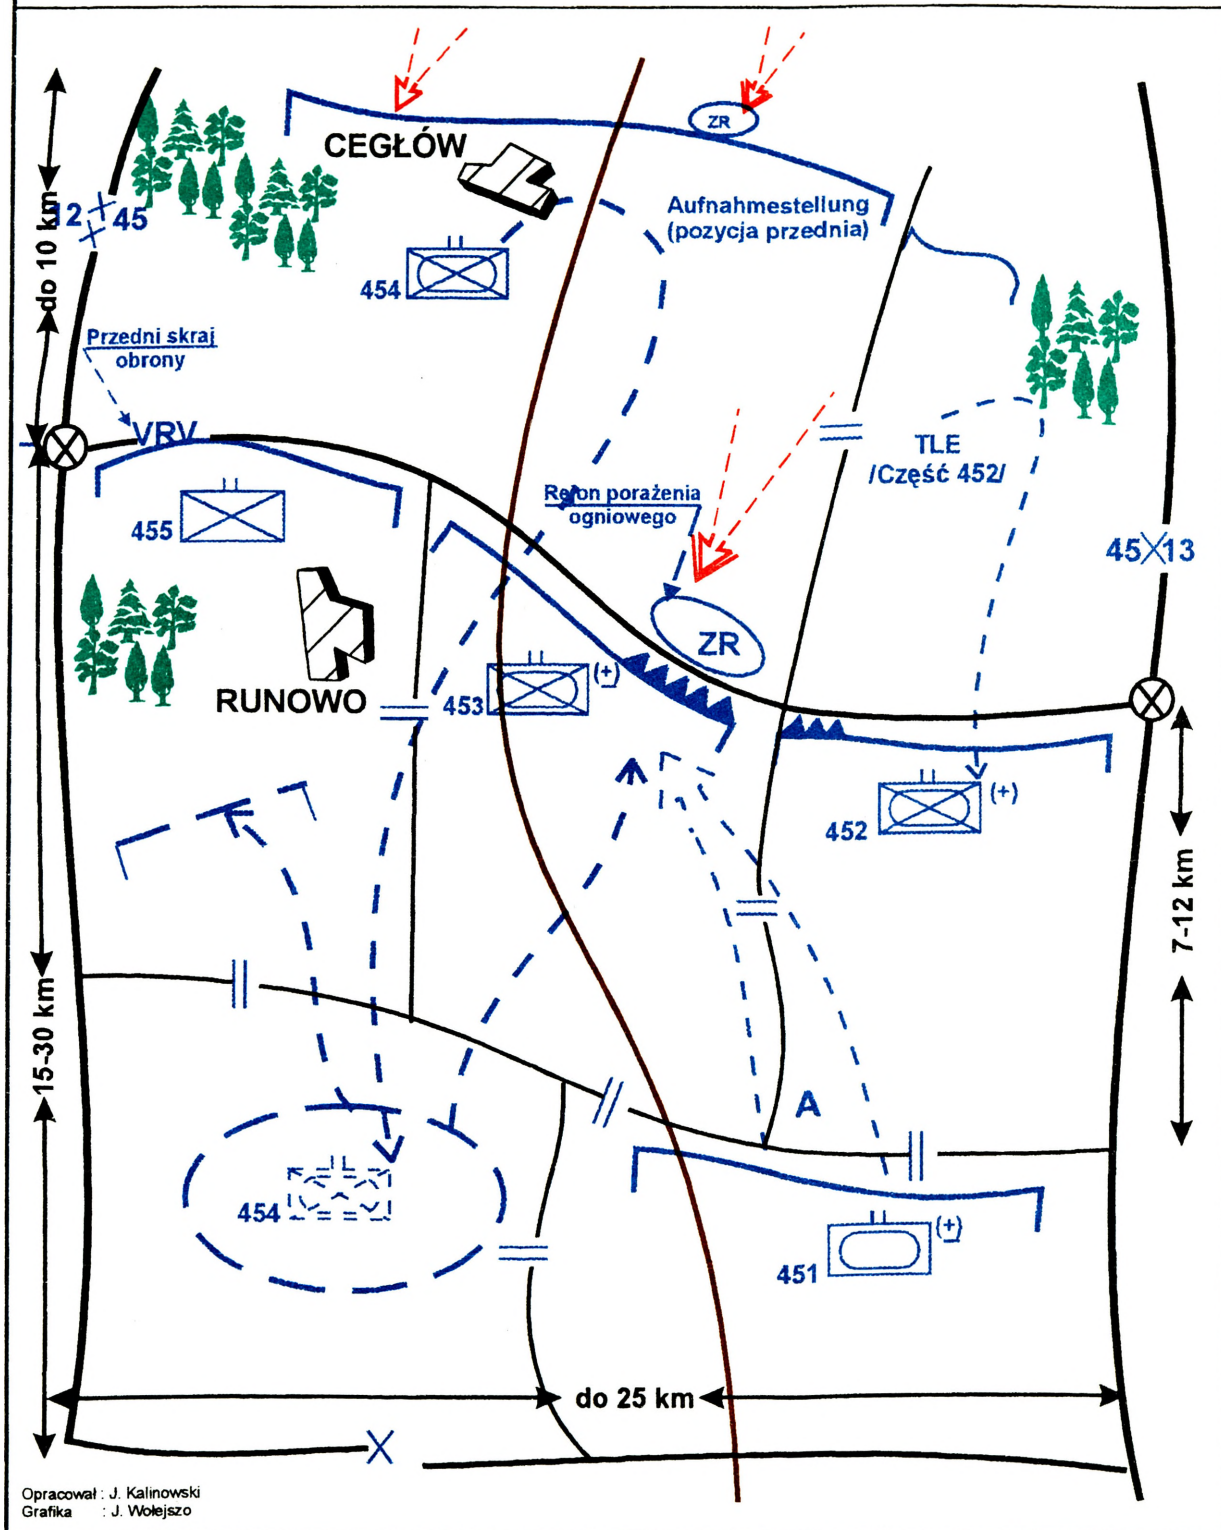 ZR
CEGŁÓW
Aufnahmestellung
(pozycja przednia)
do 10 km
12 45
454
Przedni skraj
obrony
VRV
TLE
/Część 452/
Rejon porażenia
ogniowego
455
45 13
ZR
RUNOWO
453
(+)
452
(+)
7-12 km
15-30 km
A
454
451
(+)
do 25 km
X
Opracował : J. Kalinowski
Grafika : J. Wołejszo